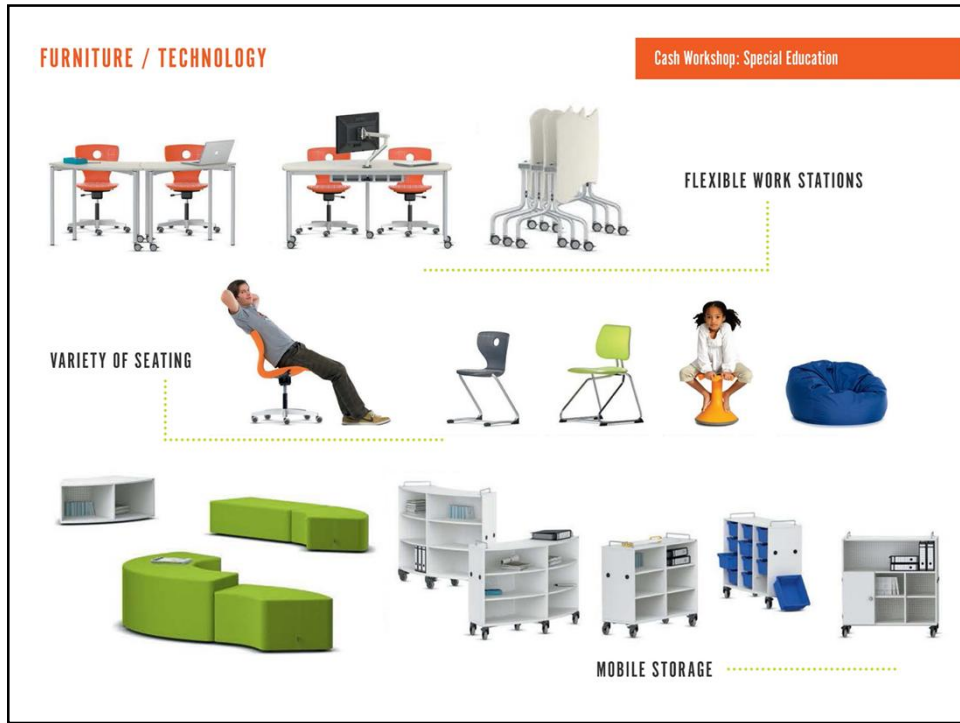 FURNITURE / TECHNOLOGY
Cash Workshop: Special Education
FLEXIBLE WORK STATIONS
VARIETY OF SEATING
MOBILE STORAGE